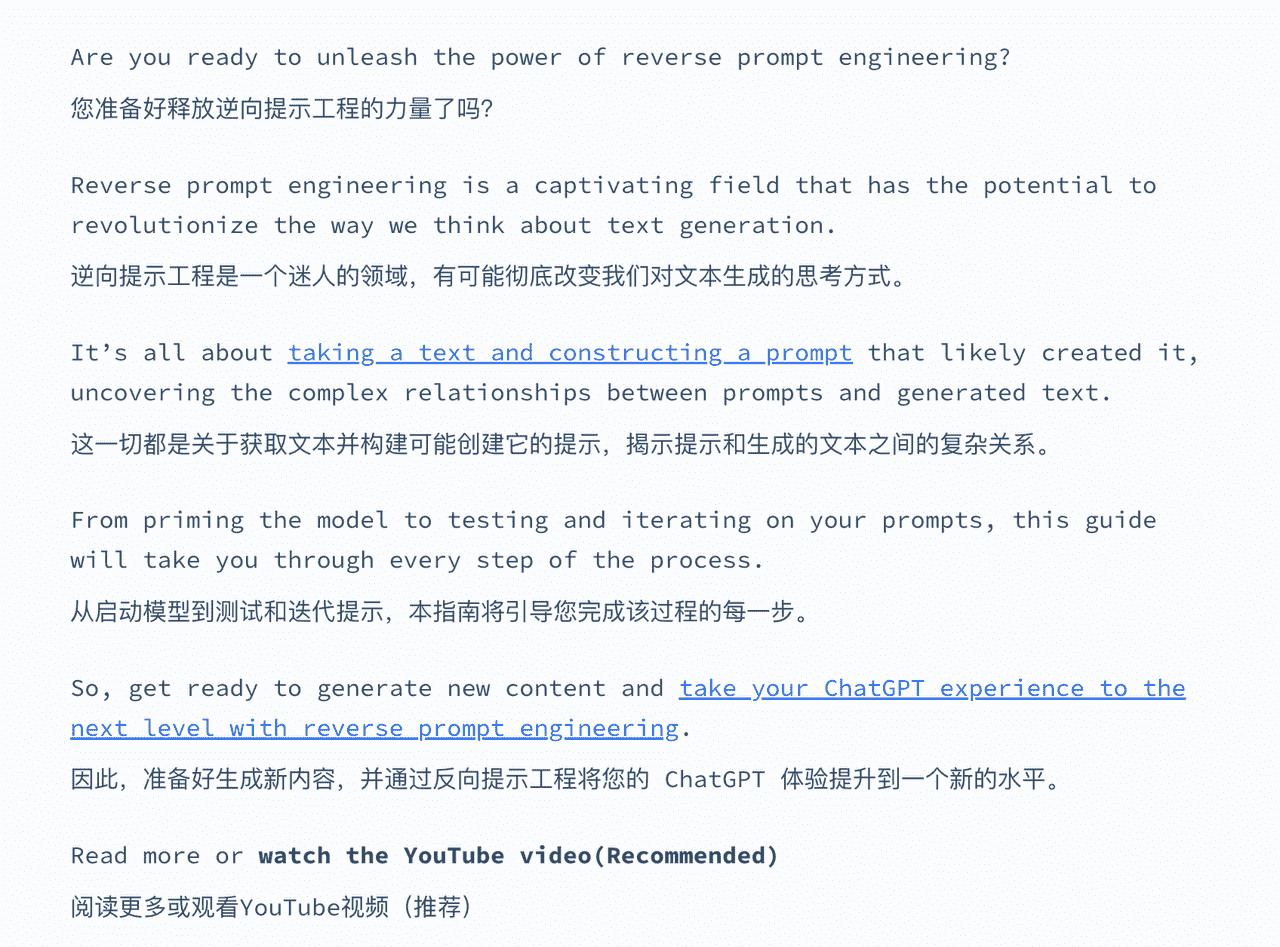 Are you ready to unleash the power of reverse prompt engineering?
您准备好释放逆向提示工程的力量了吗？
Reverse prompt engineering is a captivating field that has the potential to
revolutionize the way we think about text generation.
逆向提示工程是一个迷人的领域，有可能彻底改变我们对文本生成的思考方式。
It’s all about taking a text and constructing a prompt that likely created it,
uncovering the complex relationships between prompts and generated text.
这一切都是关于获取文本并构建可能创建它的提示，揭示提示和生成的文本之间的复杂关系。
From priming the model to testing and iterating on your prompts, this guide
will take you through every step of the process.
从启动模型到测试和迭代提示，本指南将引导您完成该过程的每一步。
So, get ready to generate new content and take your ChatGPT experience to the
next level with reverse prompt engineering.
因此，准备好生成新内容，并通过反向提示工程将您的 ChatGPT 体验提升到一个新的水平。
Read more or watch the YouTube video(Recommended)
阅读更多或观看YouTube视频（推荐）